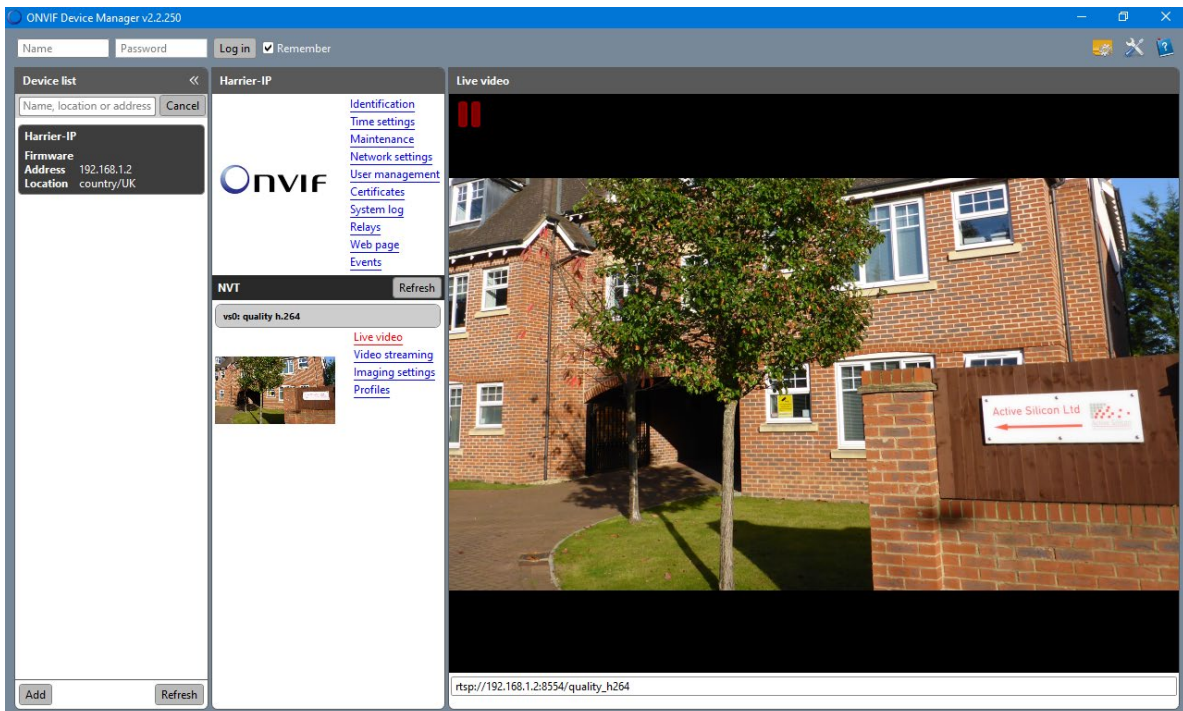 ONVIF Device Manager v2.2.250
Name
Password
Log in
Remember
Device list
Name, location or address
Cancel
Harrier-IP
Firmware
Address 192.168.1.2
Location country/UK
Add
Refresh
Harrier-IP
ONVIF
Identification
Time settings
Maintenance
Network settings
User management
Certificates
System log
Relays
Web page
Events
NVT
Refresh
vs0: quality h.264
Live video
Video streaming
Imaging settings
Profiles
Live video
Active Silicon Ltd
rtsp://192.168.1.2:8554/quality_h264